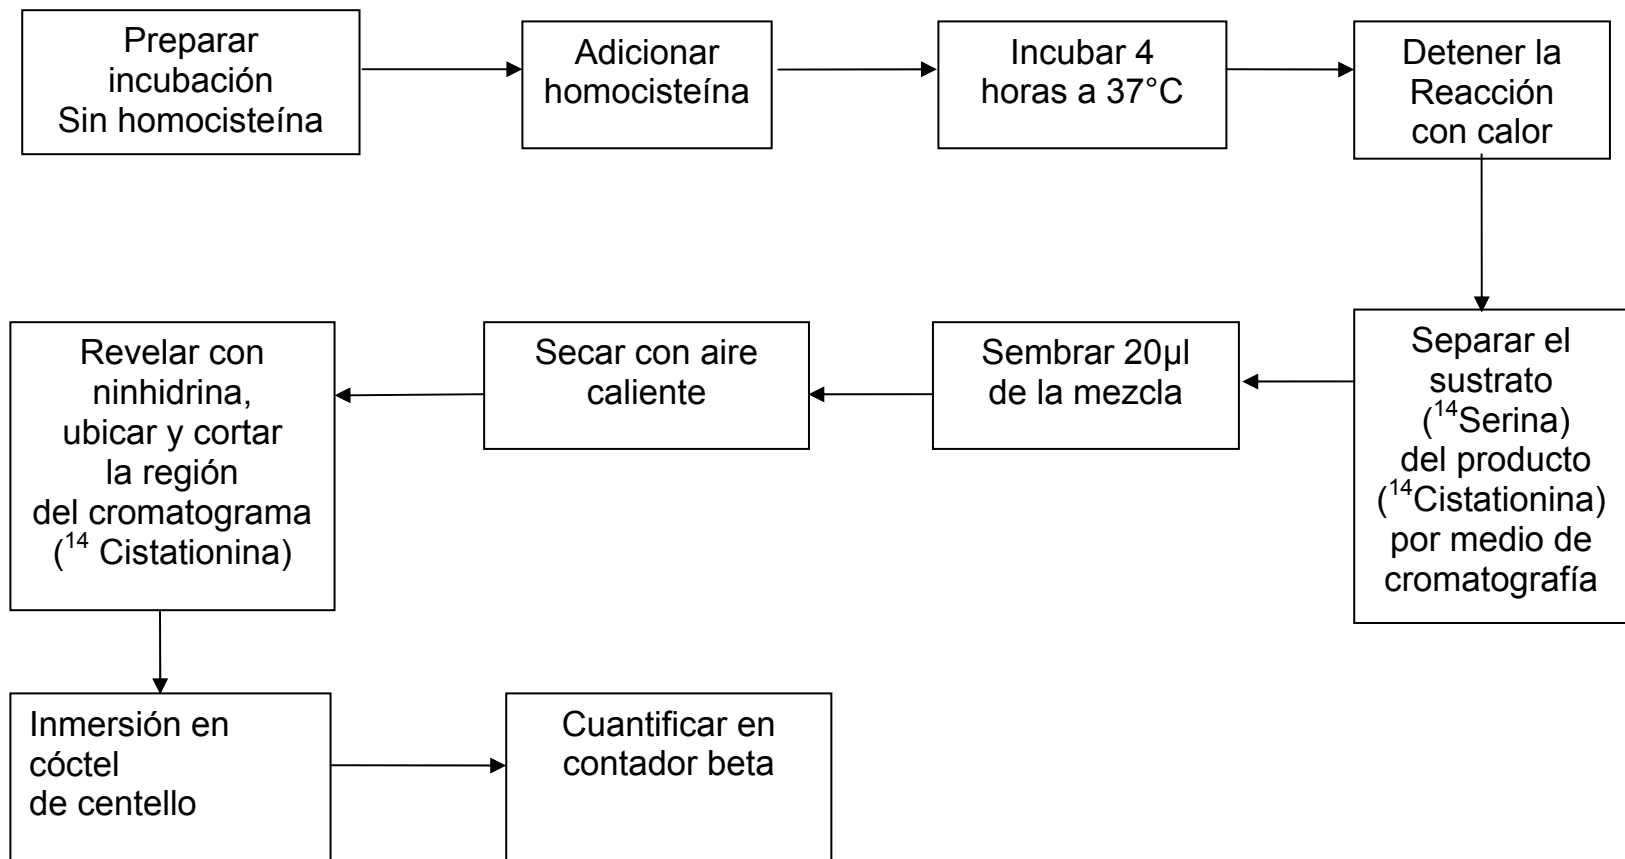 Preparar
incubación
Sin homocisteína
Adicionar
homocisteína
Incubar 4
horas a 37°C
Detener la
Reacción
con calor
Separar el
sustrato
(¹⁴Serina)
del producto
(¹⁴Cistationina)
por medio de
cromatografía
Sembrar 20µl
de la mezcla
Secar con aire
caliente
Revelar con
ninhidrina,
ubicar y cortar
la región
del cromatograma
(¹⁴ Cistationina)
Inmersión en
cóctel
de centello
Cuantificar en
contador beta